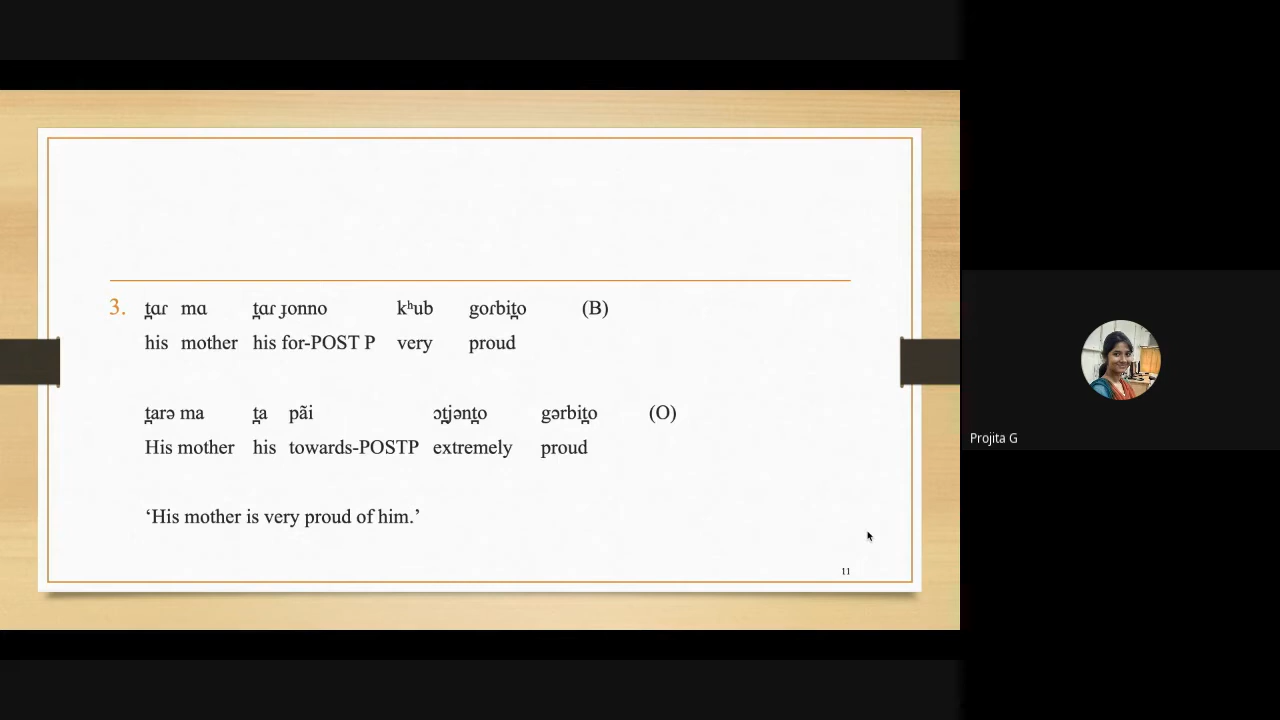 3. t̪ɑɾ mɑ t̪ɑɾ ɟonno kʰub goɾbit̪o (B)
his mother his for-POST P very proud
t̪arə ma t̪a pãi ɔt̪jənt̪o gərbit̪o (O)
His mother his towards-POSTP extremely proud
‘His mother is very proud of him.’
11
Projita G